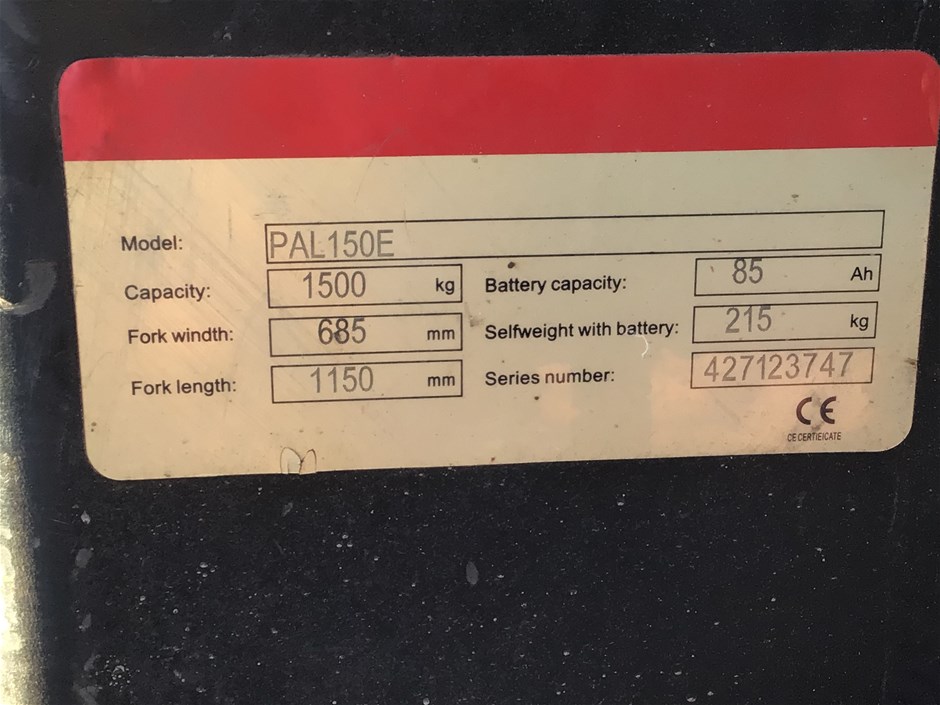 Model: PAL150E
Capacity: 1500 kg Battery capacity: 85 Ah
Fork windth: 685 mm Selfweight with battery: 215 kg
Fork length: 1150 mm Series number: 427123747
CE
CE CERTIEICATE